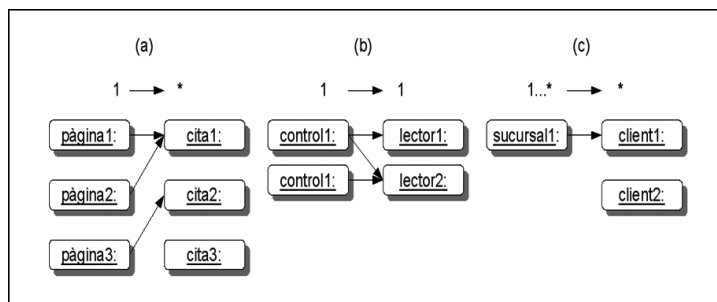 (a) (b) (c)
1 * 1 1 1...* *
pàgina1: cita1: control1: lector1: sucursal1: client1:
pàgina2: cita2: control1: lector2: client2:
pàgina3: cita3: